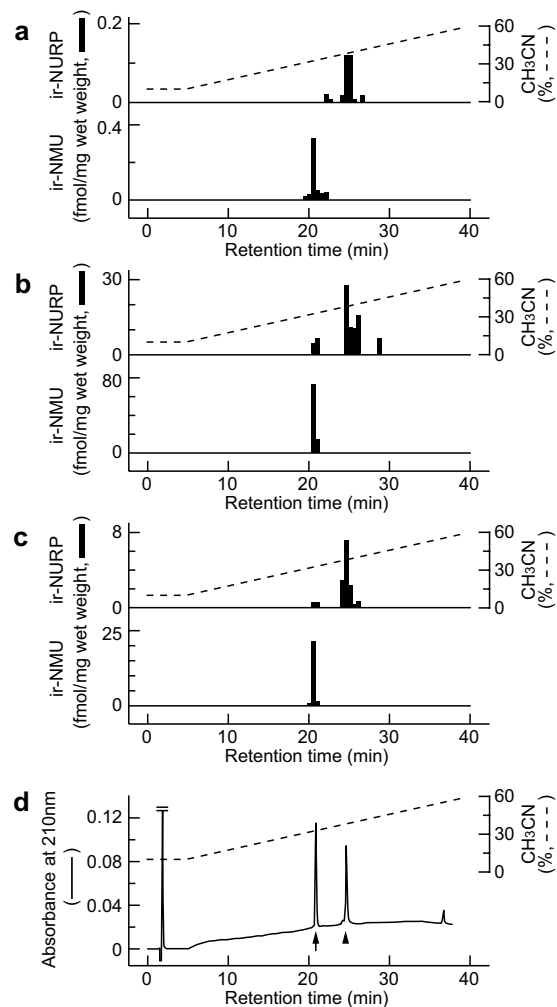 a
ir-NURP
(fmol/mg wet weight, )
0.2
0
60
30
0
CH3CN
(%, ---- )
ir-NMU
0.4
0
0 10 20 30 40
Retention time (min)
b
ir-NURP
(fmol/mg wet weight, )
30
0
60
30
0
CH3CN
(%, ---- )
ir-NMU
80
0
0 10 20 30 40
Retention time (min)
c
ir-NURP
(fmol/mg wet weight, )
8
0
60
30
0
CH3CN
(%, ---- )
ir-NMU
25
0
0 10 20 30 40
Retention time (min)
d
Absorbance at 210nm
( — )
0.12
0.08
0.04
0
60
30
0
CH3CN
(%, ---- )
0 10 20 30 40
Retention time (min)